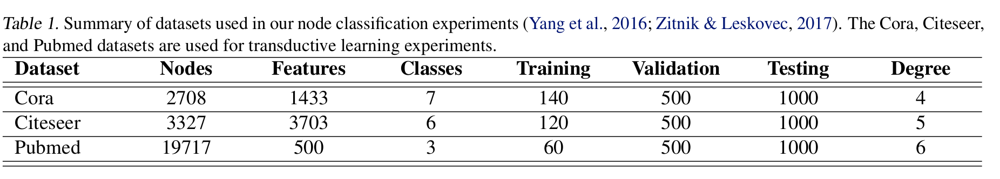 Table 1. Summary of datasets used in our node classification experiments (Yang et al., 2016; Zitnik & Leskovec, 2017). The Cora, Citeseer,
and Pubmed datasets are used for transductive learning experiments.
Dataset Nodes Features Classes Training Validation Testing Degree
Cora 2708 1433 7 140 500 1000 4
Citeseer 3327 3703 6 120 500 1000 5
Pubmed 19717 500 3 60 500 1000 6